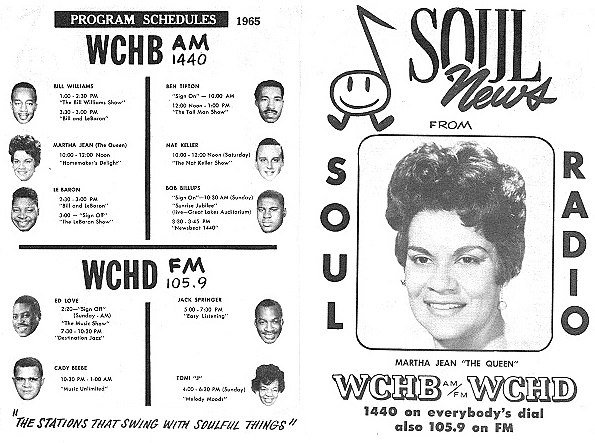 PROGRAM SCHEDULES 1965
WCHB AM
1440
BILL WILLIAMS
1:00 - 2:30 PM
"The Bill Williams Show"
2:30 - 3:00 PM
"Bill and LeBaron"
MARTHA JEAN (The Queen)
10:00 - 12:00 Noon
"Homemaker's Delight"
LE BARON
2:30 - 3:00 PM
"Bill and LeBaron"
3:00 — "Sign Off"
"The LeBaron Show"
BEN TIPTON
"Sign On" — 10:00 AM
12:00 Noon - 1:00 PM
"The Tall Man Show"
NAT KELLER
10:00 - 12:00 Noon (Saturday)
"The Nat Keller Show"
BOB BILLUPS
"Sign On"—10:30 AM (Sunday)
"Sunrise Jubilee"
(live—Great Lakes Auditorium)
3:30 - 3:45 PM
"Newsbeat 1440"
WCHD FM
105.9
ED LOVE
2:20—"Sign Off"
(Sunday - AM)
"The Music Show"
7:30 - 10:30 PM
"Destination Jazz"
CADY BEEBE
10:30 PM - 1:00 AM
"Music Unlimited"
JACK SPRINGER
5:00 - 7:00 PM
"Easy Listening"
TOMI "J"
4:00 - 6:30 PM (Sunday)
"Melody Moods"
"THE STATIONS THAT SWING WITH SOULFUL THINGS"
SOUL
News
FROM
SOUL
RADIO
MARTHA JEAN "THE QUEEN"
WCHB AM/FM WCHD
1440 on everybody's dial
also 105.9 on FM